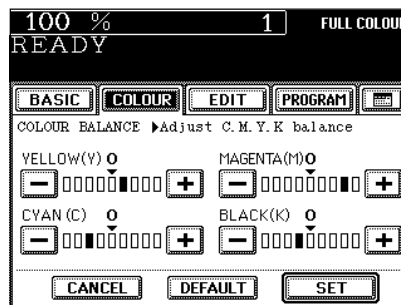 100 % 1 FULL COLOUR
READY
BASIC COLOUR EDIT PROGRAM
COLOUR BALANCE ▶Adjust C.M.Y.K balance
YELLOW(Y) 0 MAGENTA(M) 0
− + − +
CYAN (C) 0 BLACK(K) 0
− + − +
CANCEL DEFAULT SET